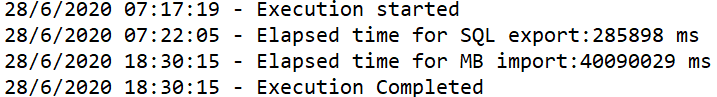 28/6/2020 07:17:19 - Execution started
28/6/2020 07:22:05 - Elapsed time for SQL export:285898 ms
28/6/2020 18:30:15 - Elapsed time for MB import:40090029 ms
28/6/2020 18:30:15 - Execution Completed